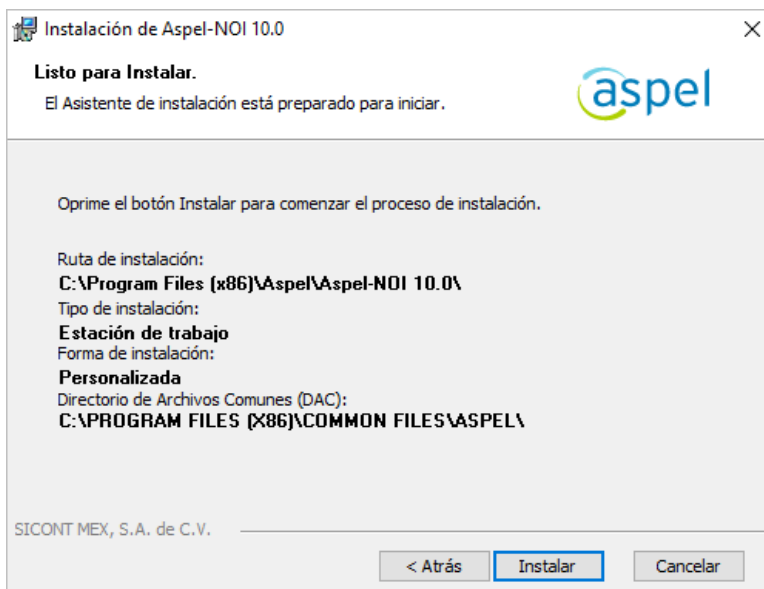 Instalación de Aspel-NOI 10.0
Listo para Instalar.
El Asistente de instalación está preparado para iniciar.
aspel
Oprime el botón Instalar para comenzar el proceso de instalación.
Ruta de instalación:
C:\Program Files (x86)\Aspel\Aspel-NOI 10.0\
Tipo de instalación:
Estación de trabajo
Forma de instalación:
Personalizada
Directorio de Archivos Comunes (DAC):
C:\PROGRAM FILES (X86)\COMMON FILES\ASPEL\
SICONT MEX, S.A. de C.V.
< Atrás Instalar Cancelar